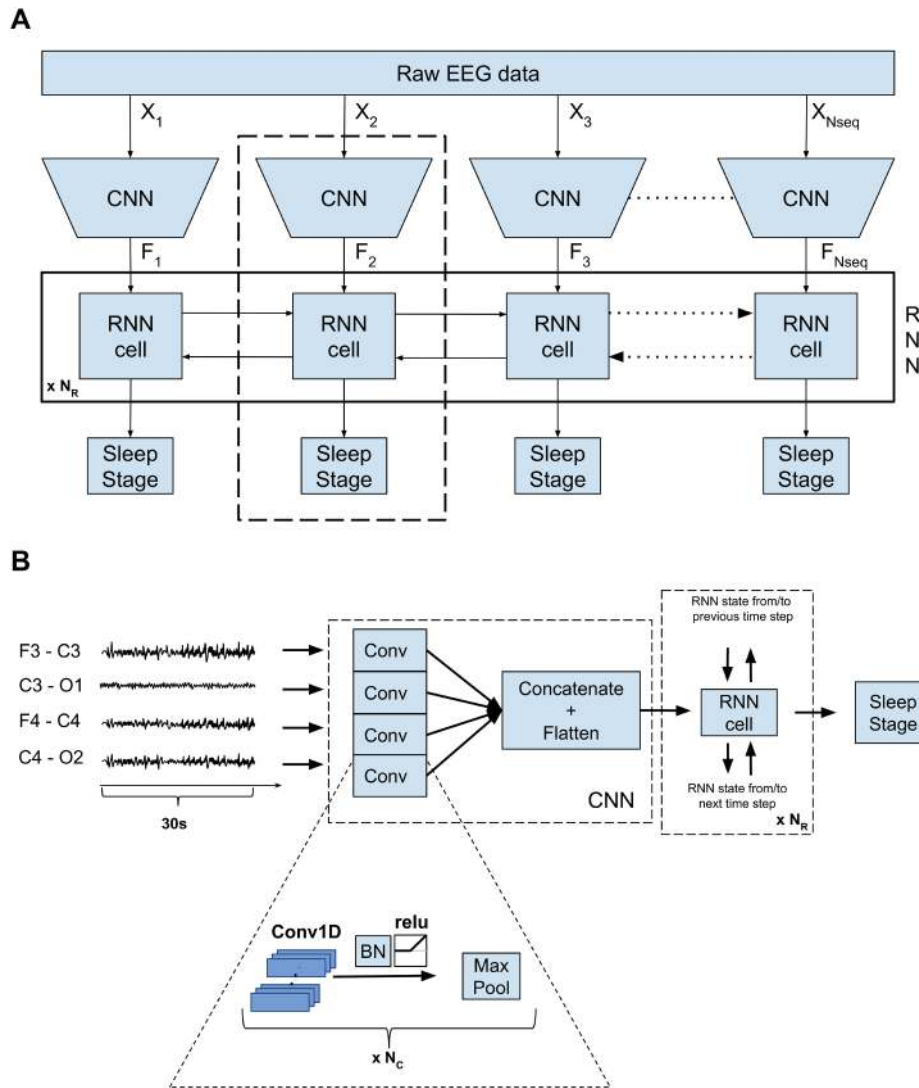 A
Raw EEG data
X1 X2 X3 XNseq
CNN CNN CNN CNN
F1 F2 F3 FNseq
RNN cell RNN cell RNN cell RNN cell
RNN
x NR
Sleep Stage Sleep Stage Sleep Stage Sleep Stage
B
F3 - C3
C3 - O1
F4 - C4
C4 - O2
30s
Conv
Conv
Conv
Conv
Concatenate
+
Flatten
CNN
RNN state from/to
previous time step
RNN
cell
RNN state from/to
next time step
x NR
Sleep
Stage
Conv1D
BN
relu
Max
Pool
x NC